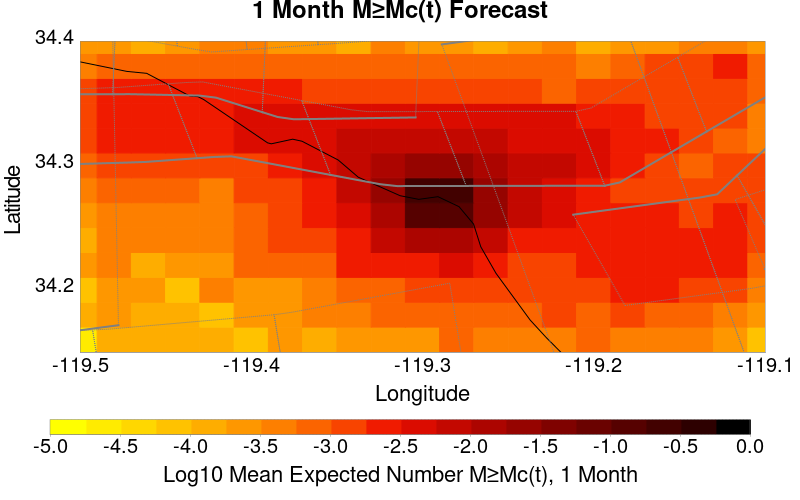 1 Month M≥Mc(t) Forecast
34.4
34.3
34.2
Latitude
-119.5 -119.4 -119.3 -119.2 -119.1
Longitude
-5.0 -4.5 -4.0 -3.5 -3.0 -2.5 -2.0 -1.5 -1.0 -0.5 0.0
Log10 Mean Expected Number M≥Mc(t), 1 Month